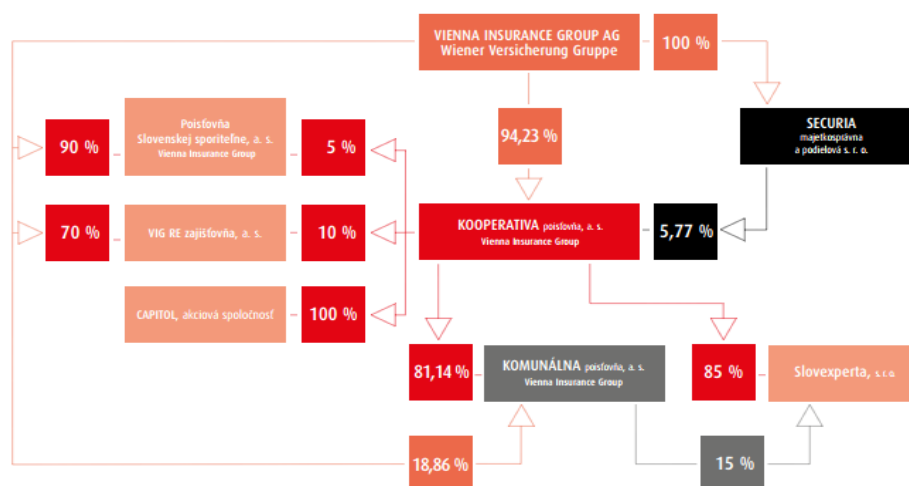 VIENNA INSURANCE GROUP AG
Wiener Versicherung Gruppe
100 %
94,23 %
SECURIA
majetkosprávna
a podielová s. r. o.
90 %
Poisťovňa
Slovenskej sporiteľne, a. s.
Vienna Insurance Group
5 %
70 %
VIG RE zajišťovňa, a. s.
10 %
KOOPERATIVA poisťovňa, a. s.
Vienna Insurance Group
5,77 %
CAPITOL, akciová spoločnosť
100 %
81,14 %
KOMUNÁLNA poisťovňa, a. s.
Vienna Insurance Group
85 %
Slovexperta, s.r.o.
18,86 %
15 %